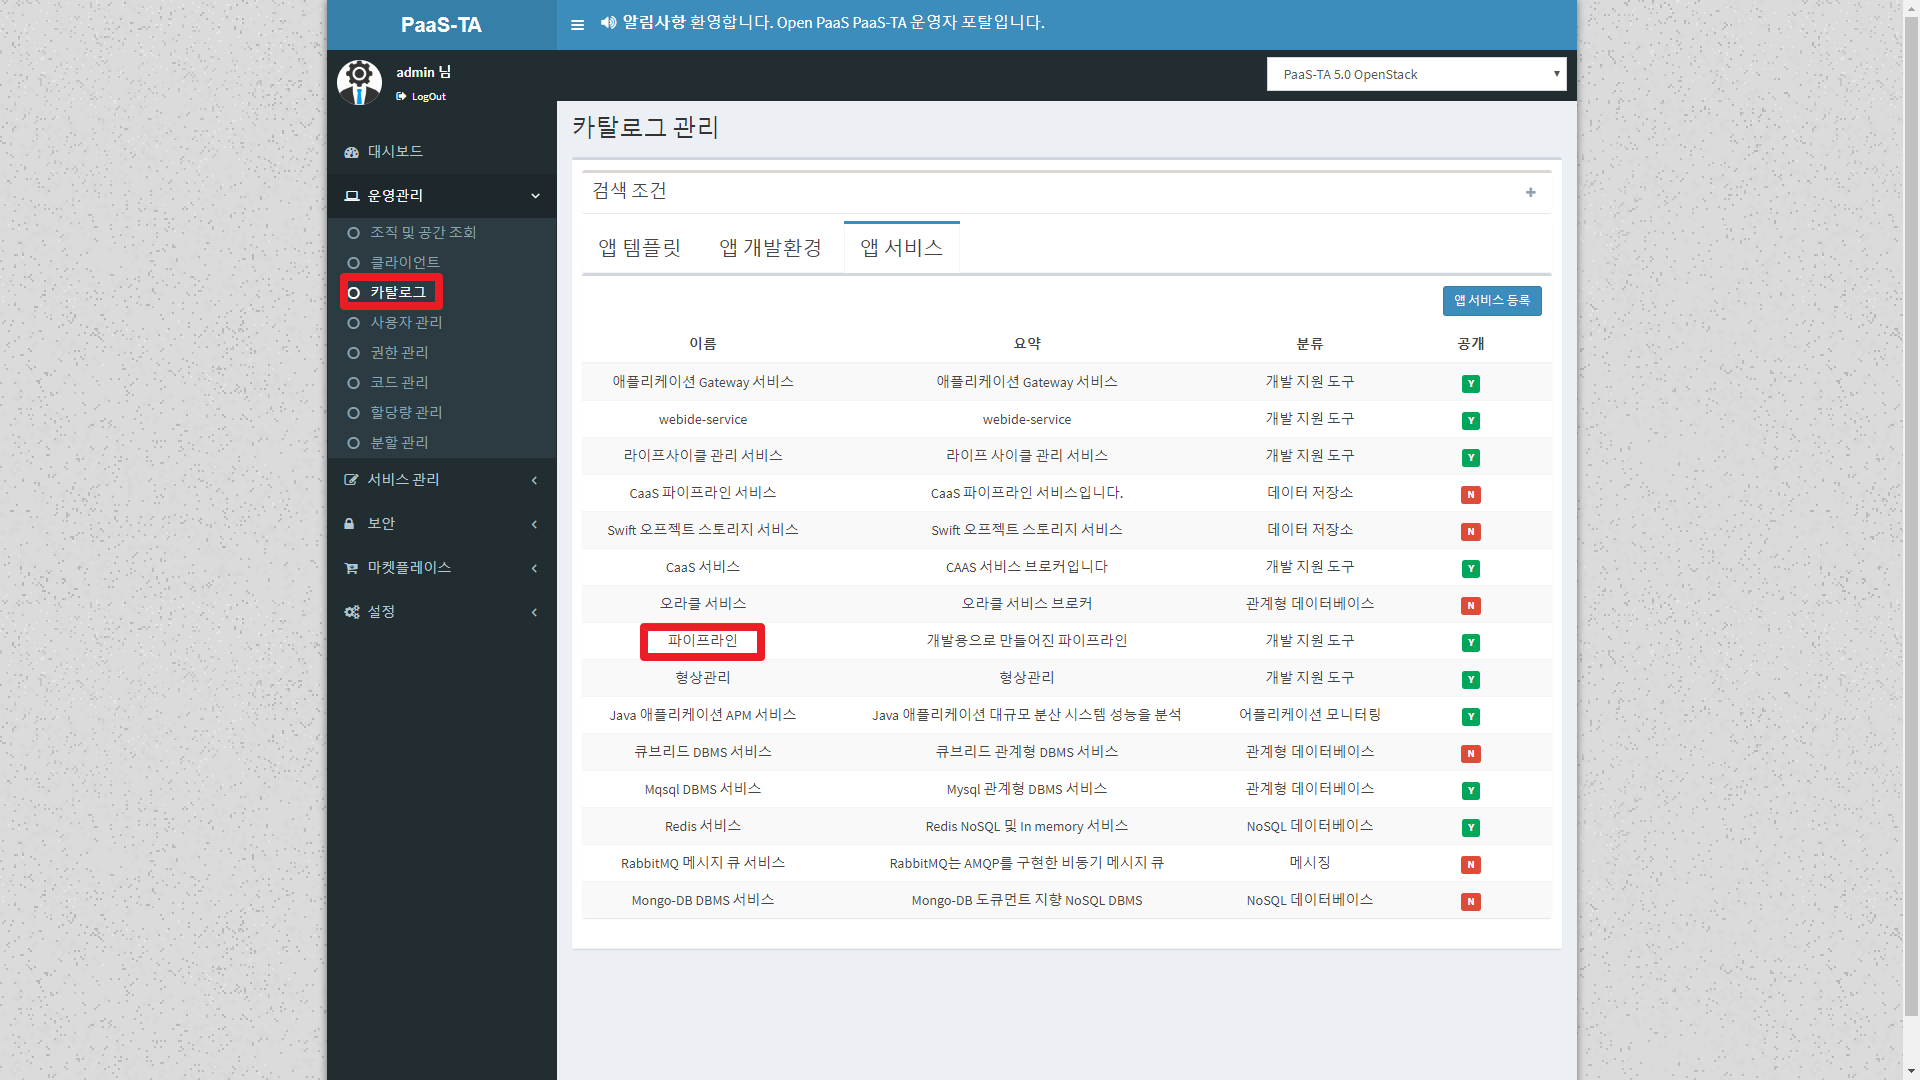 PaaS-TA
알림사항 환영합니다. Open PaaS PaaS-TA 운영자 포탈입니다.
admin 님
LogOut
PaaS-TA 5.0 OpenStack
대시보드
운영관리
조직 및 공간 조회
클라이언트
카탈로그
사용자 관리
권한 관리
코드 관리
할당량 관리
분할 관리
서비스 관리
보안
마켓플레이스
설정
카탈로그 관리
검색 조건
앱 템플릿 앱 개발환경 앱 서비스
앱 서비스 등록
이름 요약 분류 공개
애플리케이션 Gateway 서비스 애플리케이션 Gateway 서비스 개발 지원 도구 Y
webide-service webide-service 개발 지원 도구 Y
라이프사이클 관리 서비스 라이프 사이클 관리 서비스 개발 지원 도구 Y
CaaS 파이프라인 서비스 CaaS 파이프라인 서비스입니다. 데이터 저장소 N
Swift 오프젝트 스토리지 서비스 Swift 오프젝트 스토리지 서비스 데이터 저장소 N
CaaS 서비스 CAAS 서비스 브로커입니다 개발 지원 도구 Y
오라클 서비스 오라클 서비스 브로커 관계형 데이터베이스 N
파이프라인 개발용으로 만들어진 파이프라인 개발 지원 도구 Y
형상관리 형상관리 개발 지원 도구 Y
Java 애플리케이션 APM 서비스 Java 애플리케이션 대규모 분산 시스템 성능을 분석 어플리케이션 모니터링 Y
큐브리드 DBMS 서비스 큐브리드 관계형 DBMS 서비스 관계형 데이터베이스 N
Mqsql DBMS 서비스 Mysql 관계형 DBMS 서비스 관계형 데이터베이스 Y
Redis 서비스 Redis NoSQL 및 In memory 서비스 NoSQL 데이터베이스 Y
RabbitMQ 메시지 큐 서비스 RabbitMQ는 AMQP를 구현한 비동기 메시지 큐 메시징 N
Mongo-DB DBMS 서비스 Mongo-DB 도큐먼트 지향 NoSQL DBMS NoSQL 데이터베이스 N